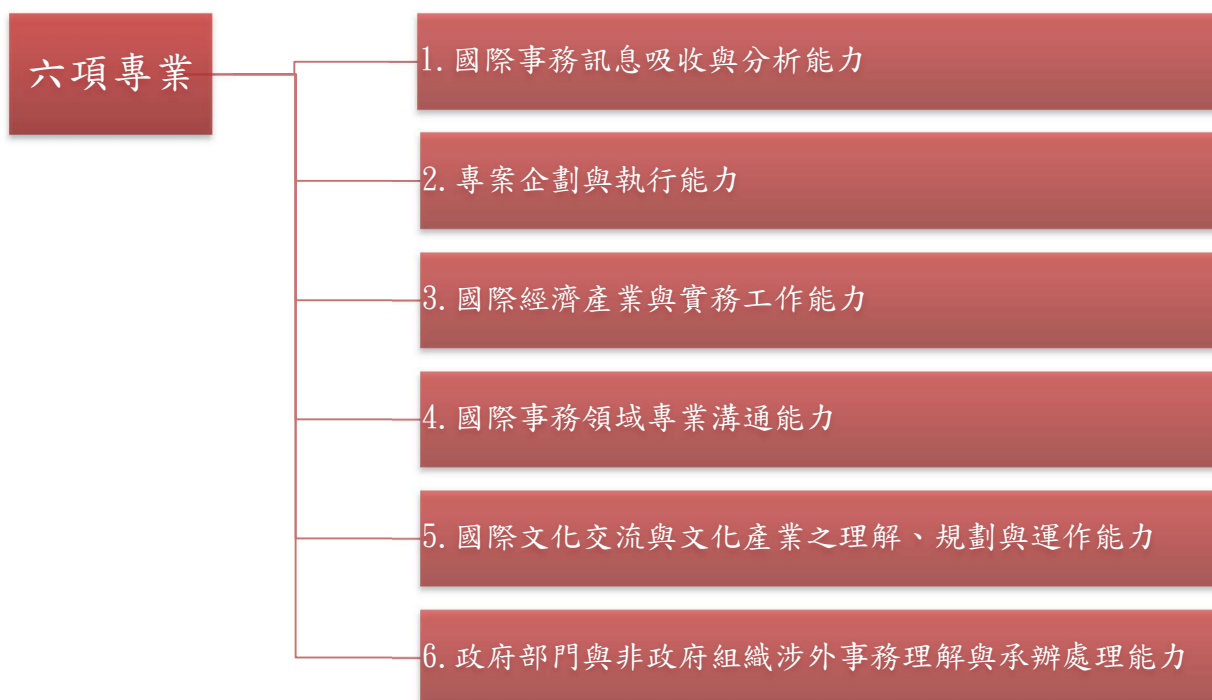 六項專業
1.國際事務訊息吸收與分析能力
2.專案企劃與執行能力
3.國際經濟產業與實務工作能力
4.國際事務領域專業溝通能力
5.國際文化交流與文化產業之理解、規劃與運作能力
6.政府部門與非政府組織涉外事務理解與承辦處理能力